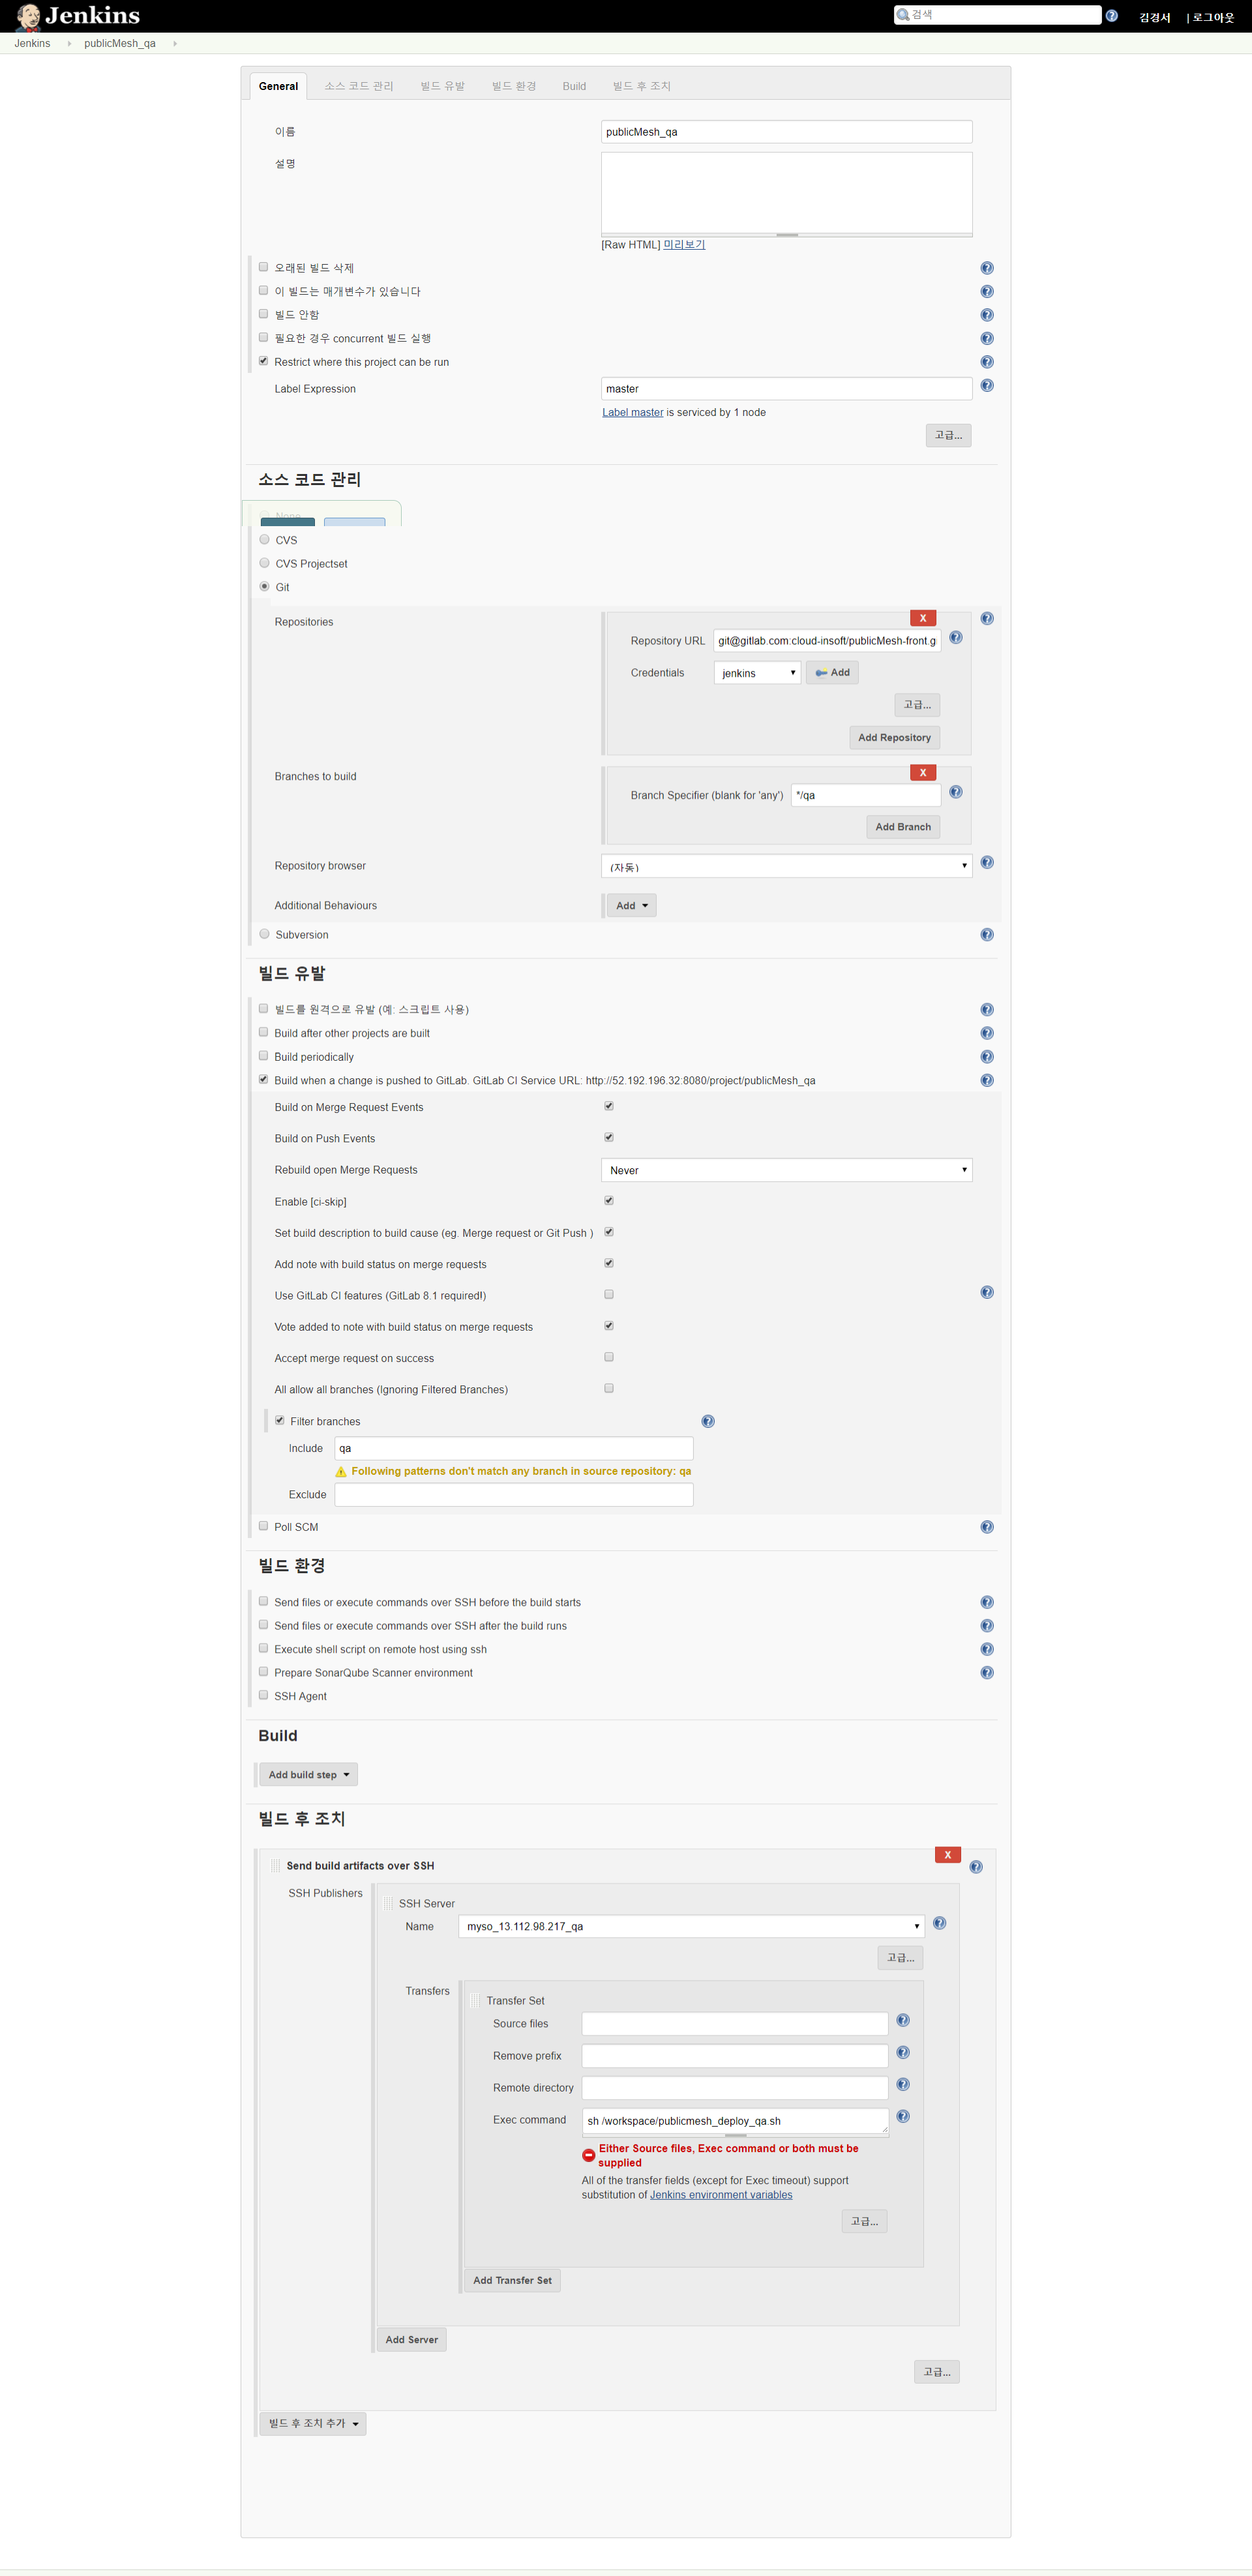 Jenkins
검색
김경서
| 로그아웃
Jenkins
publicMesh_qa
General
소스 코드 관리
빌드 유발
빌드 환경
Build
빌드 후 조치
이름
publicMesh_qa
설명
[Raw HTML] 미리보기
오래된 빌드 삭제
이 빌드는 매개변수가 있습니다
빌드 안함
필요한 경우 concurrent 빌드 실행
Restrict where this project can be run
Label Expression
master
Label master is serviced by 1 node
고급...
소스 코드 관리
None
CVS
CVS Projectset
Git
Repositories
X
Repository URL
git@gitlab.com:cloud-insoft/publicMesh-front.g
Credentials
jenkins
Add
고급...
Add Repository
Branches to build
X
Branch Specifier (blank for 'any')
*/qa
Add Branch
Repository browser
(자동)
Additional Behaviours
Add
Subversion
빌드 유발
빌드를 원격으로 유발 (예: 스크립트 사용)
Build after other projects are built
Build periodically
Build when a change is pushed to GitLab. GitLab CI Service URL: http://52.192.196.32:8080/project/publicMesh_qa
Build on Merge Request Events
Build on Push Events
Rebuild open Merge Requests
Never
Enable [ci-skip]
Set build description to build cause (eg. Merge request or Git Push )
Add note with build status on merge requests
Use GitLab CI features (GitLab 8.1 required!)
Vote added to note with build status on merge requests
Accept merge request on success
All allow all branches (Ignoring Filtered Branches)
Filter branches
Include
qa
Following patterns don't match any branch in source repository: qa
Exclude
Poll SCM
빌드 환경
Send files or execute commands over SSH before the build starts
Send files or execute commands over SSH after the build runs
Execute shell script on remote host using ssh
Prepare SonarQube Scanner environment
SSH Agent
Build
Add build step
빌드 후 조치
X
Send build artifacts over SSH
SSH Publishers
SSH Server
Name
myso_13.112.98.217_qa
고급...
Transfers
Transfer Set
Source files
Remove prefix
Remote directory
Exec command
sh /workspace/publicmesh_deploy_qa.sh
Either Source files, Exec command or both must be
supplied
All of the transfer fields (except for Exec timeout) support
substitution of Jenkins environment variables
고급...
Add Transfer Set
Add Server
고급...
빌드 후 조치 추가